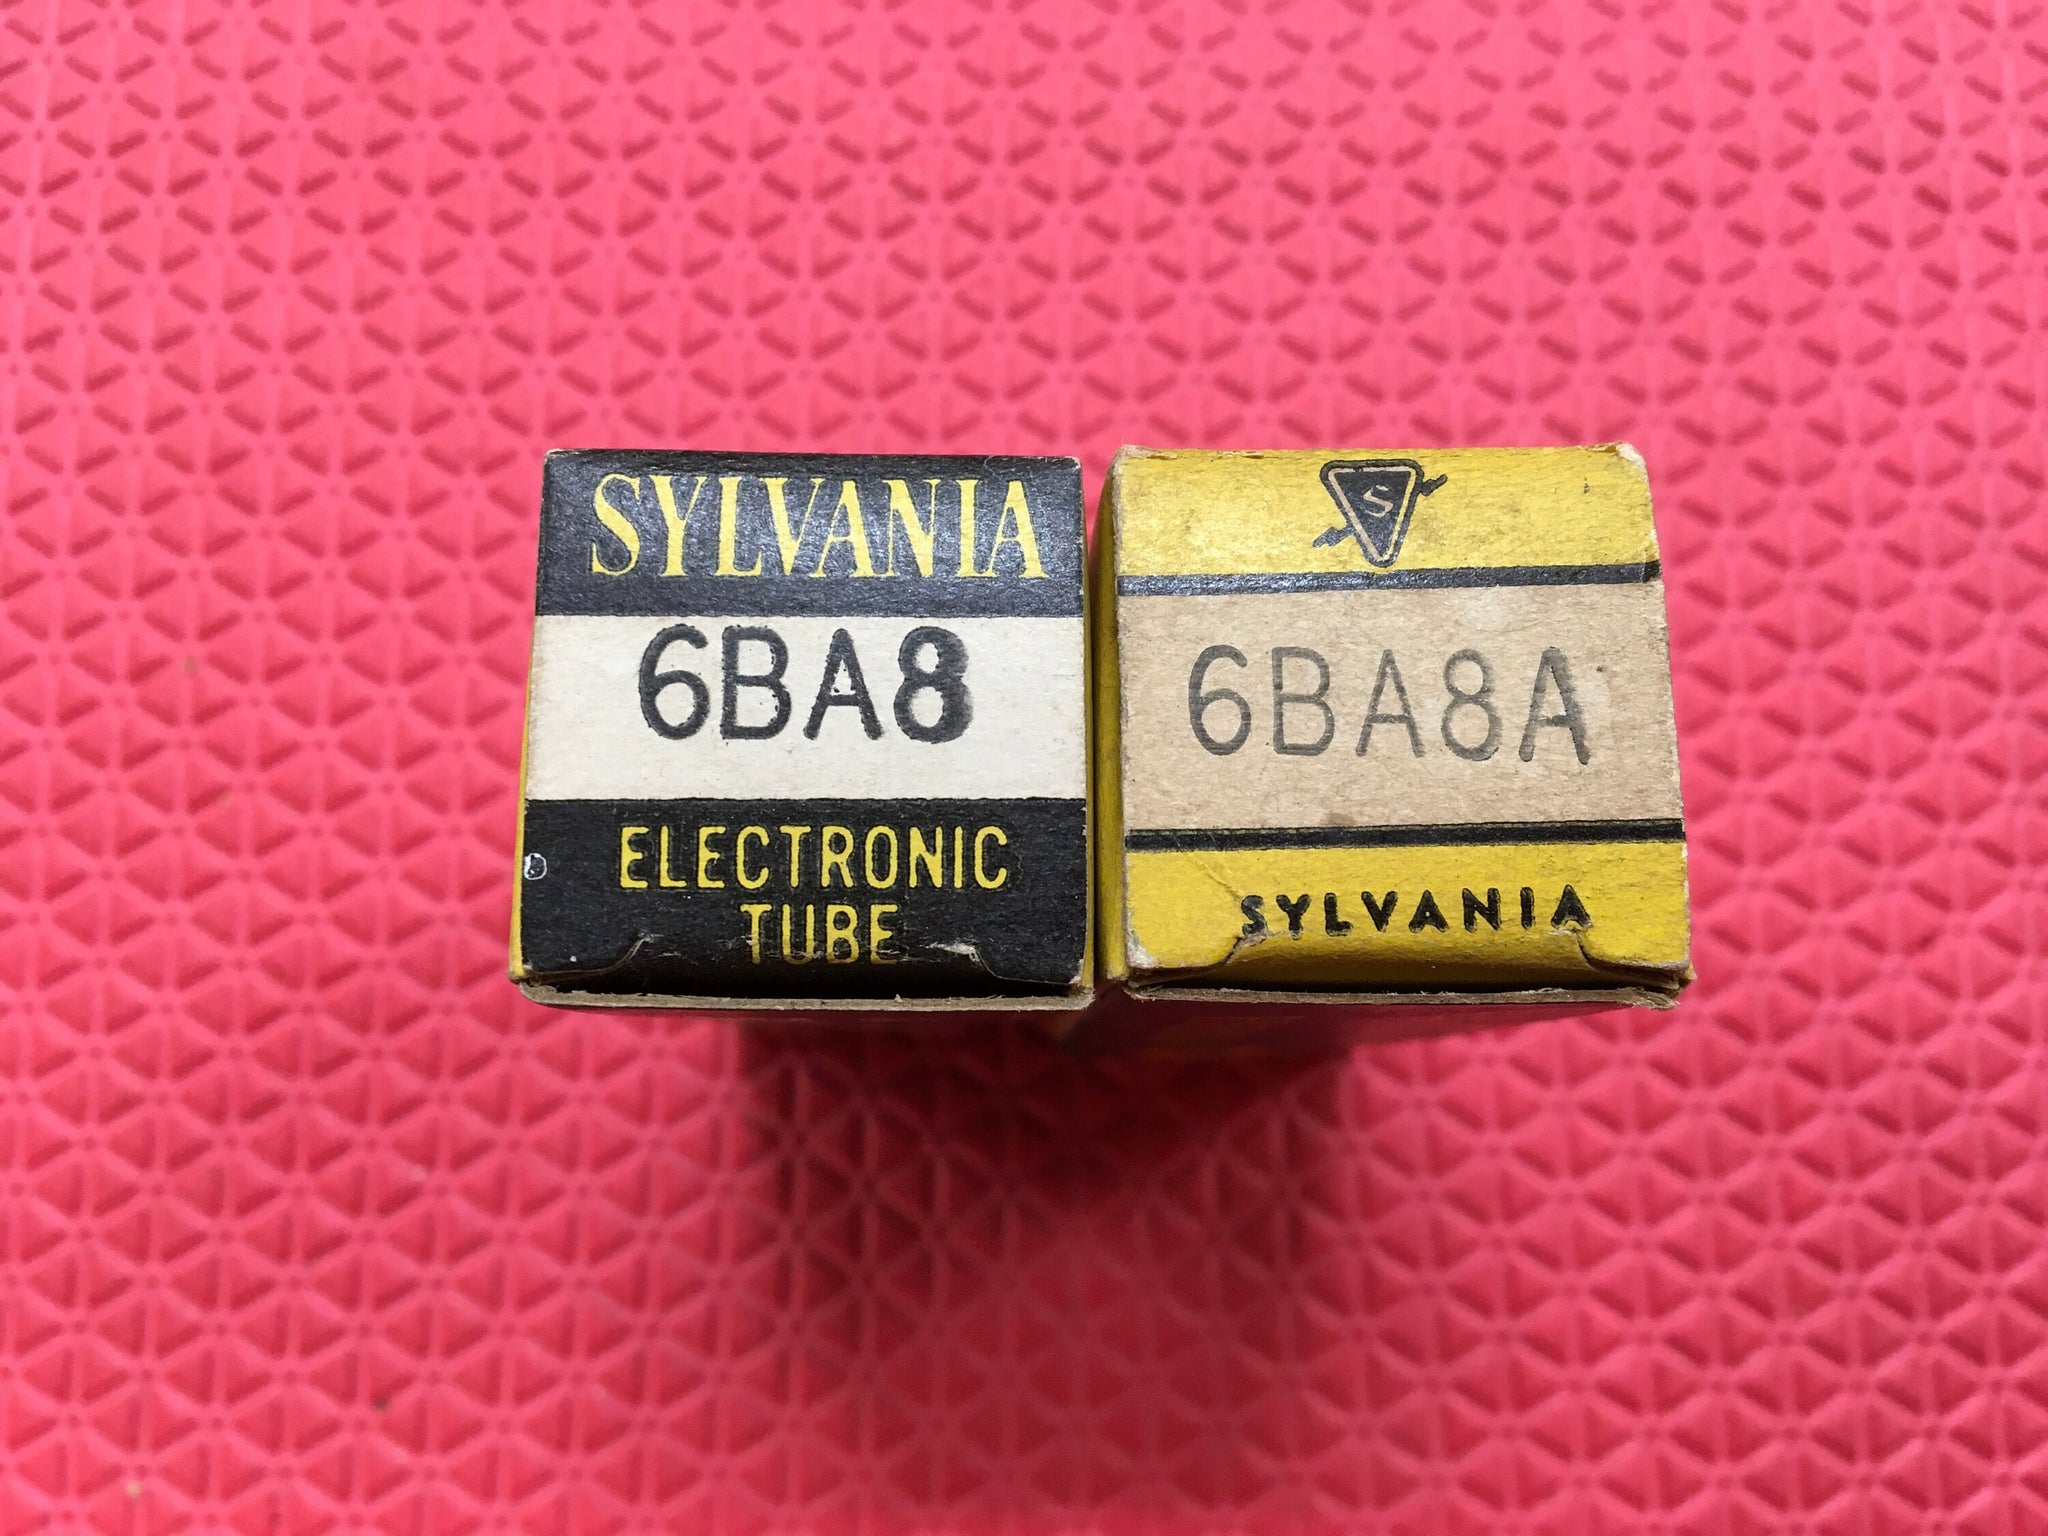 SYLVANIA
6BA8
ELECTRONIC
TUBE
S
6BA8A
SYLVANIA